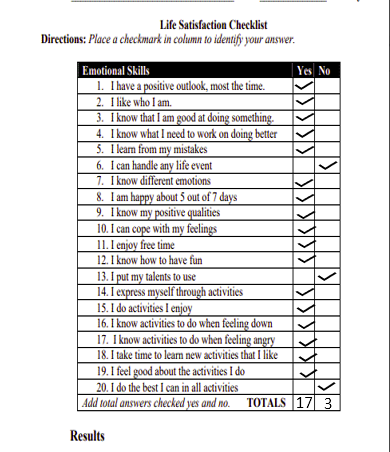 Life Satisfaction Checklist
Directions: Place a checkmark in column to identify your answer.
Emotional Skills Yes No
1. I have a positive outlook, most the time. ✓
2. I like who I am. ✓
3. I know that I am good at doing something. ✓
4. I know what I need to work on doing better ✓
5. I learn from my mistakes ✓
6. I can handle any life event ✓
7. I know different emotions ✓
8. I am happy about 5 out of 7 days ✓
9. I know my positive qualities ✓
10. I can cope with my feelings ✓
11. I enjoy free time ✓
12. I know how to have fun ✓
13. I put my talents to use ✓
14. I express myself through activities ✓
15. I do activities I enjoy ✓
16. I know activities to do when feeling down ✓
17. I know activities to do when feeling angry ✓
18. I take time to learn new activities that I like ✓
19. I feel good about the activities I do ✓
20. I do the best I can in all activities ✓
Add total answers checked yes and no. TOTALS 17 3
Results